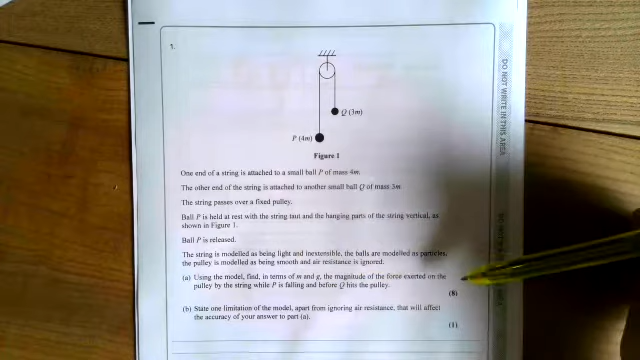 1.
Q (3m)
P (4m)
Figure 1
One end of a string is attached to a small ball P of mass 4m.
The other end of the string is attached to another small ball Q of mass 3m
The string passes over a fixed pulley.
Ball P is held at rest with the string taut and the hanging parts of the string vertical, as
shown in Figure 1.
Ball P is released.
The string is modelled as being light and inextensible, the balls are modelled as particles,
the pulley is modelled as being smooth and air resistance is ignored.
(a) Using the model, find, in terms of m and g, the magnitude of the force exerted on the
pulley by the string while P is falling and before Q hits the pulley.
(8)
(b) State one limitation of the model, apart from ignoring air resistance, that will affect
the accuracy of your answer to part (a).
(1)
DO NOT WRITE IN THIS AREA